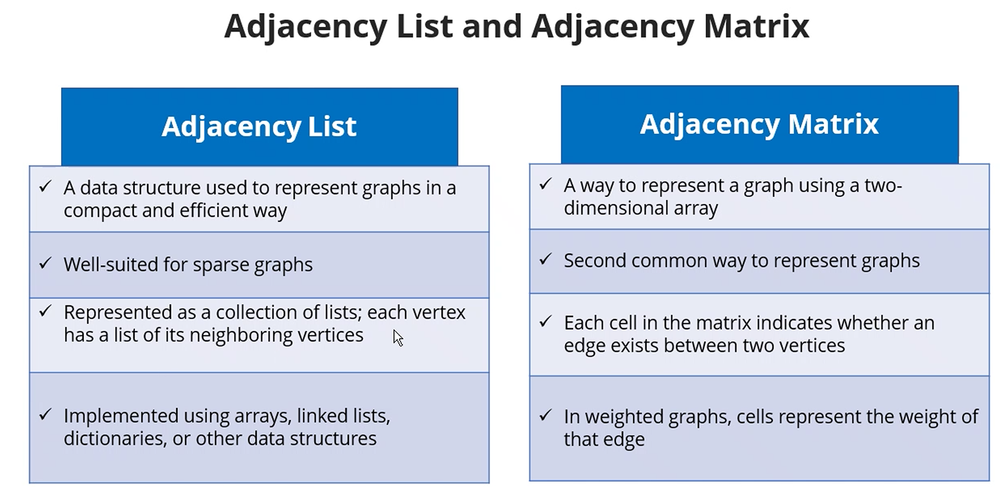 Adjacency List and Adjacency Matrix
Adjacency List
✓ A data structure used to represent graphs in a
compact and efficient way
✓ Well-suited for sparse graphs
✓ Represented as a collection of lists; each vertex
has a list of its neighboring vertices
✓ Implemented using arrays, linked lists,
dictionaries, or other data structures
Adjacency Matrix
✓ A way to represent a graph using a two-
dimensional array
✓ Second common way to represent graphs
✓ Each cell in the matrix indicates whether an
edge exists between two vertices
✓ In weighted graphs, cells represent the weight of
that edge